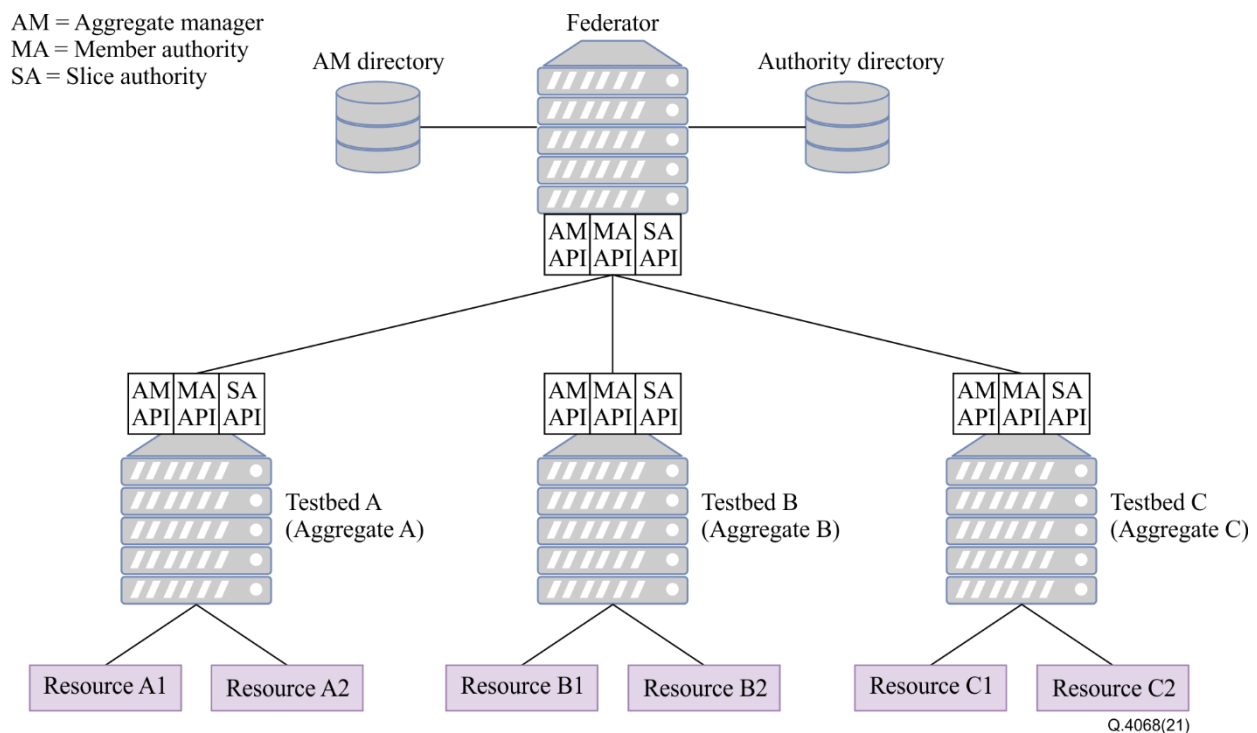 AM = Aggregate manager
MA = Member authority
SA = Slice authority
Federator
AM directory
Authority directory
AM API
MA API
SA API
AM API
MA API
SA API
AM API
MA API
SA API
AM API
MA API
SA API
Testbed A
(Aggregate A)
Testbed B
(Aggregate B)
Testbed C
(Aggregate C)
Resource A1
Resource A2
Resource B1
Resource B2
Resource C1
Resource C2
Q.4068(21)